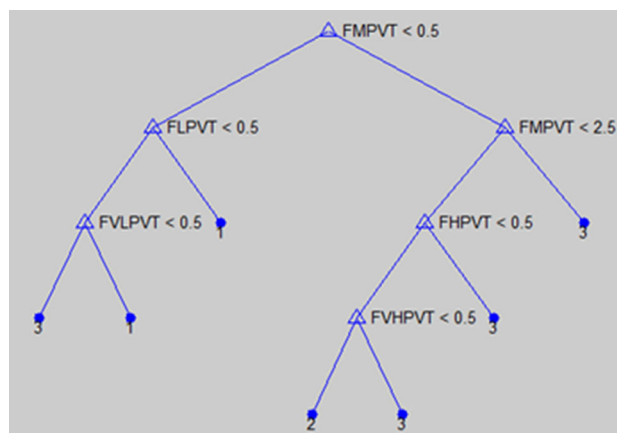 FMPVT < 0.5
FLPVT < 0.5
FMPVT < 2.5
FVLPVT < 0.5
1
FHPVT < 0.5
3
3
1
FVHPVT < 0.5
3
2
3